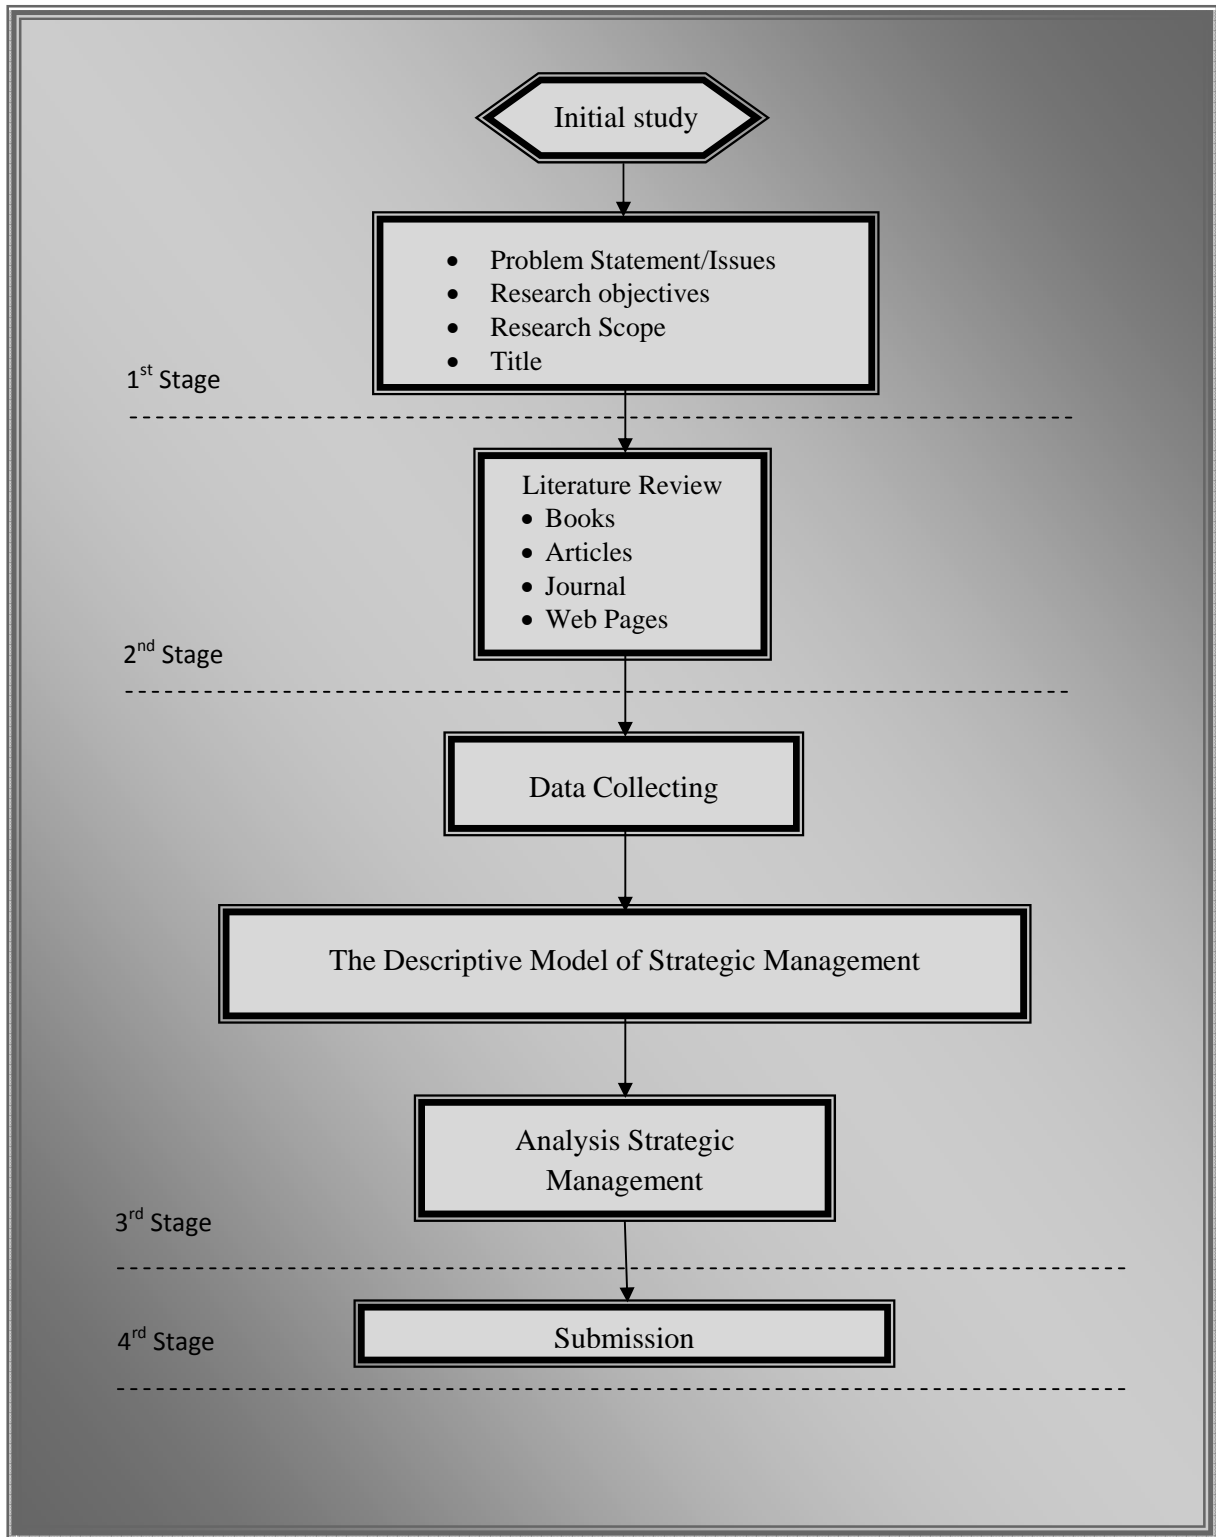 Initial study
• Problem Statement/Issues
• Research objectives
• Research Scope
• Title
1st Stage
Literature Review
• Books
• Articles
• Journal
• Web Pages
2nd Stage
Data Collecting
The Descriptive Model of Strategic Management
Analysis Strategic
Management
3rd Stage
Submission
4rd Stage